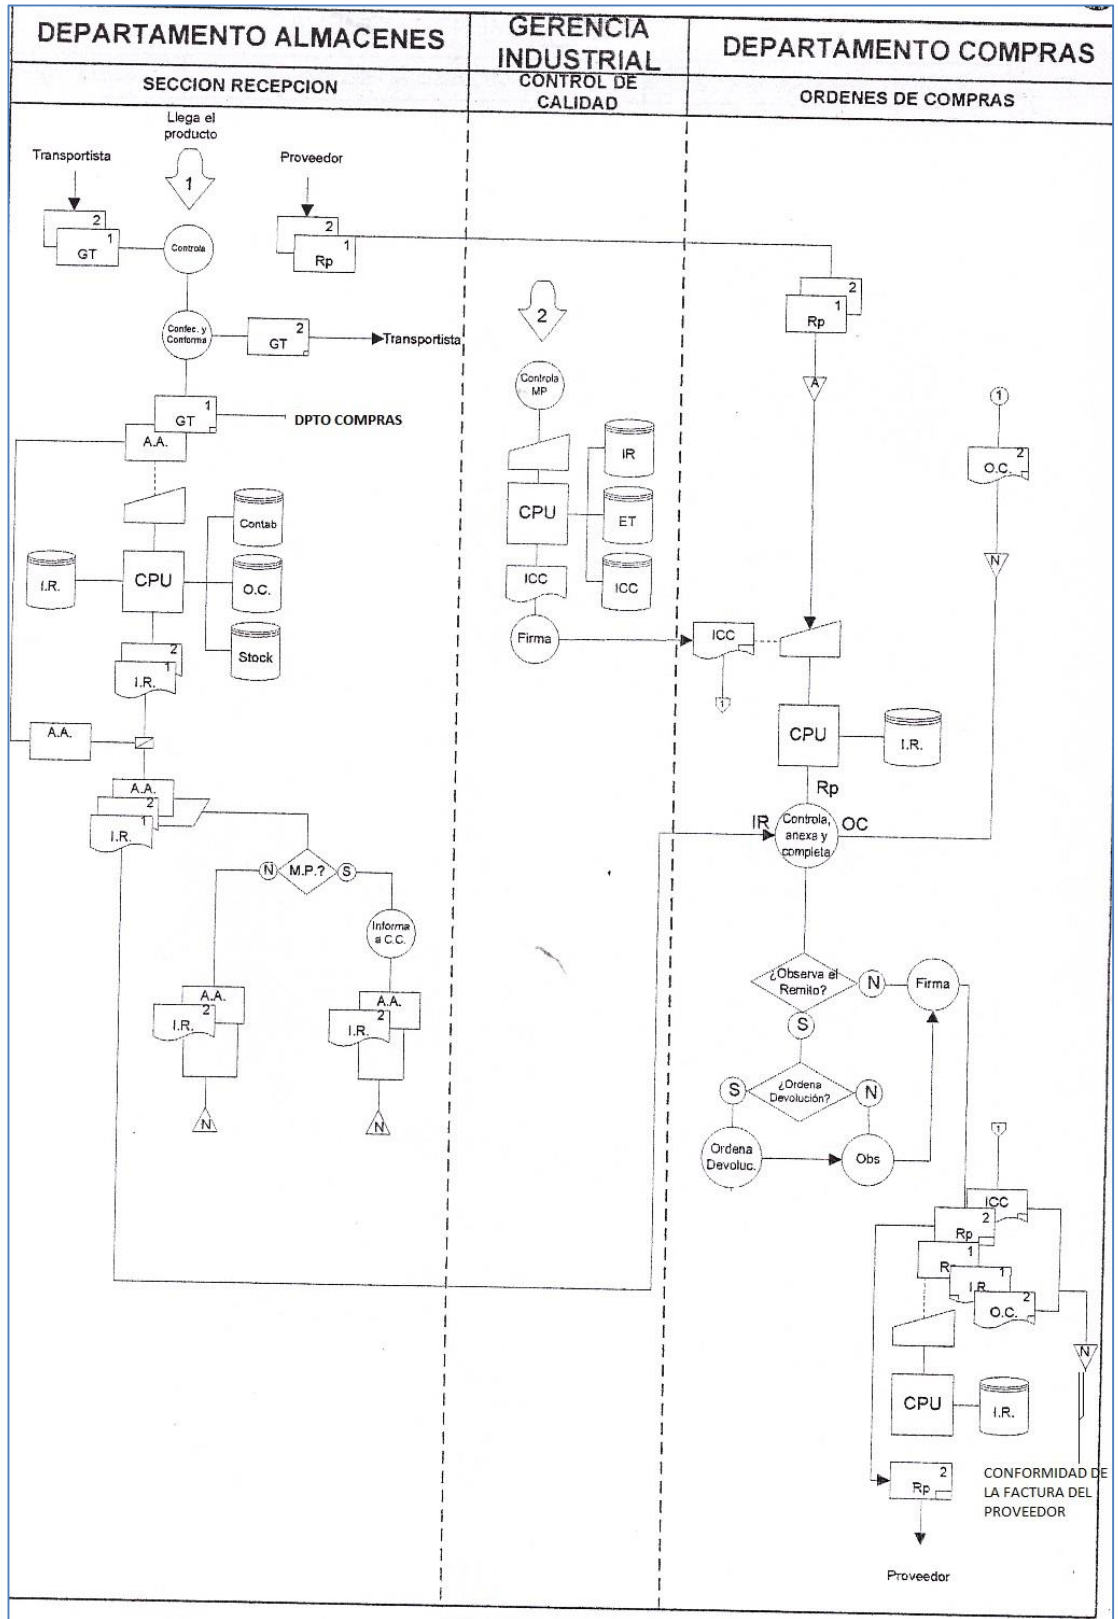 DEPARTAMENTO ALMACENES
GERENCIA
INDUSTRIAL
DEPARTAMENTO COMPRAS
SECCION RECEPCION
CONTROL DE
CALIDAD
ORDENES DE COMPRAS
Llega el
producto
Transportista
1
Proveedor
2
1
GT
Controla
2
1
Rp
Confec. y
Conforma
2
GT
Transportista
1
GT
DPTO COMPRAS
A.A.
Contab
I.R.
CPU
O.C.
Stock
2
1
I.R.
A.A.
A.A.
2
1
I.R.
N
M.P.?
S
Informa
a C.C.
A.A.
2
I.R.
N
A.A.
2
I.R.
N
2
Controla
MP
IR
CPU
ET
ICC
ICC
Firma
2
1
Rp
A
1
2
O.C.
N
ICC
1
CPU
I.R.
Rp
IR
Controla,
anexa y
completa
OC
¿Observa el
Remito?
N
Firma
S
S
¿Ordena
Devolución?
N
Ordena
Devoluc.
Obs
1
ICC
2
Rp
1
R
1
I.R.
2
O.C.
N
CPU
I.R.
2
Rp
CONFORMIDAD DE
LA FACTURA DEL
PROVEEDOR
Proveedor